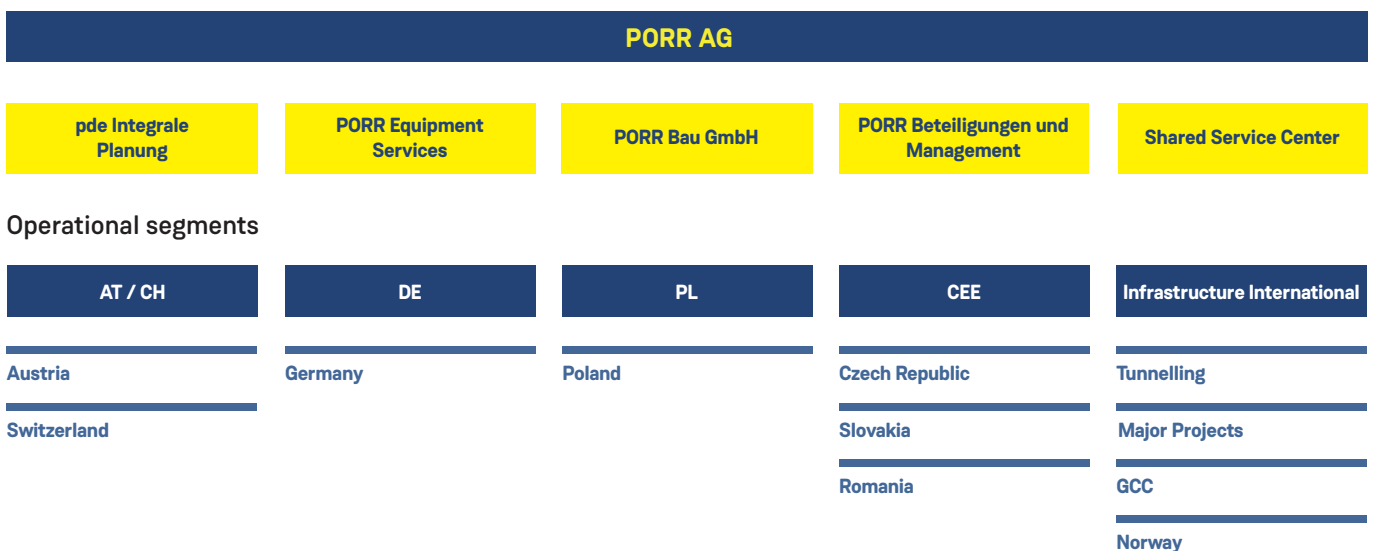 PORR AG
pde Integrale
Planung
PORR Equipment
Services
PORR Bau GmbH
PORR Beteiligungen und
Management
Shared Service Center
Operational segments
AT / CH
DE
PL
CEE
Infrastructure International
Austria
Germany
Poland
Czech Republic
Tunnelling
Switzerland
Slovakia
Major Projects
Romania
GCC
Norway